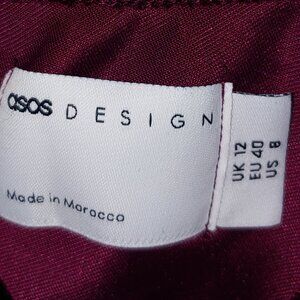 asos DESIGN
Made in Morocco
UK 12
EU 40
US 8